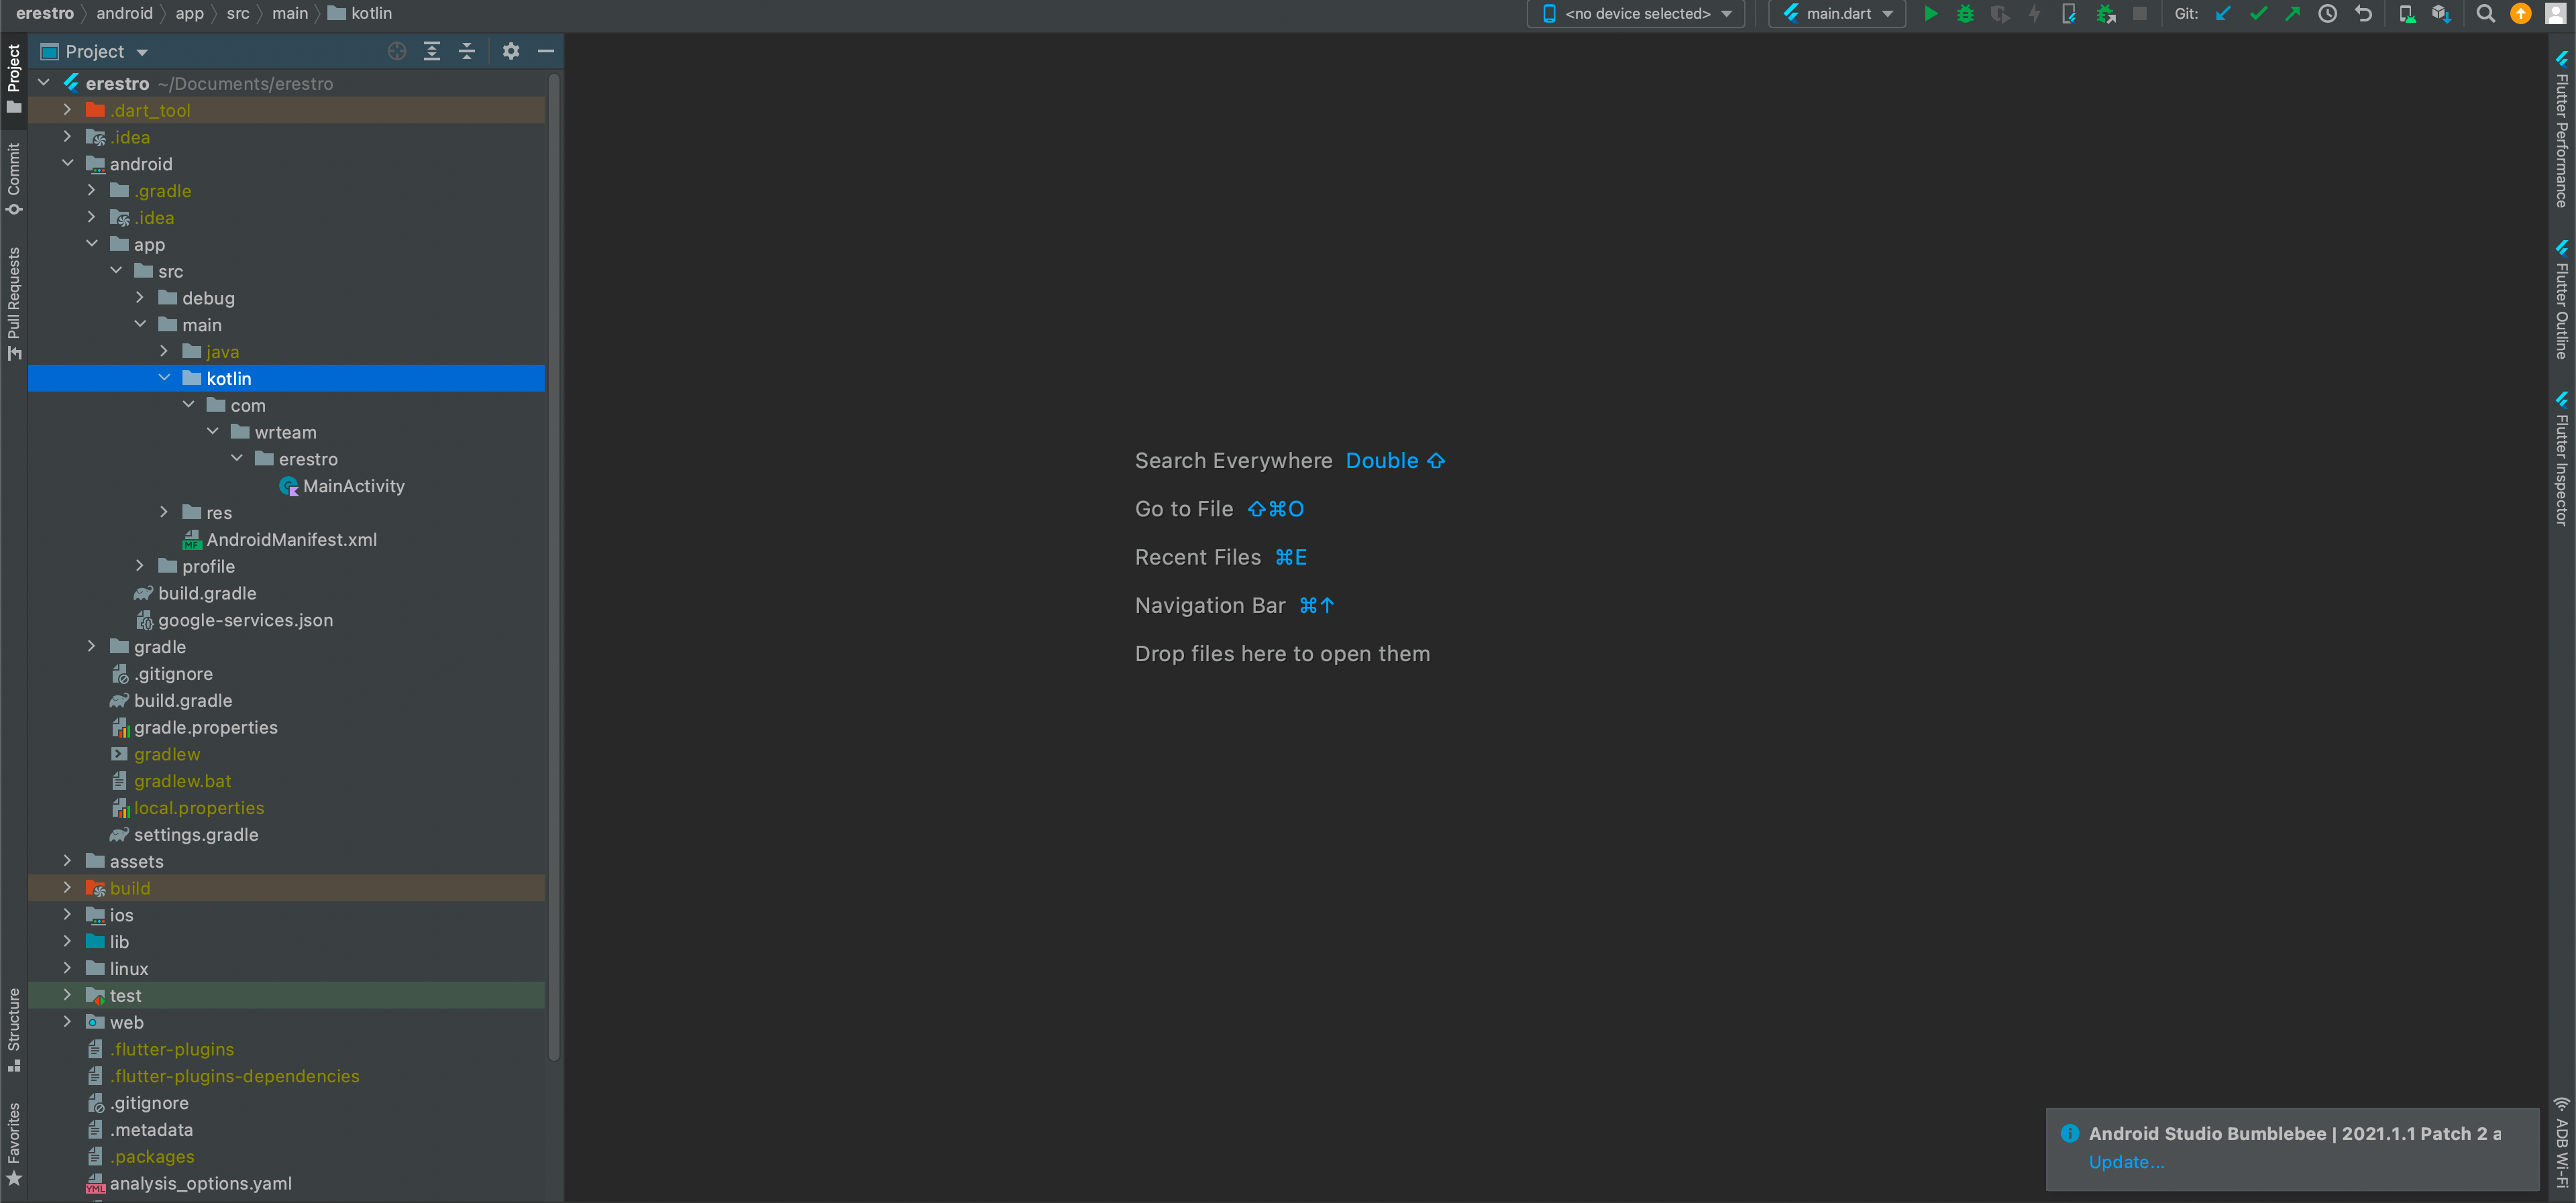 erestro android app src main kotlin
<no device selected> main.dart Git:
Project
Project
Commit
Pull Requests
Structure
Favorites
erestro ~/Documents/erestro
.dart_tool
.idea
android
.gradle
.idea
app
src
debug
main
java
kotlin
com
wrteam
erestro
MainActivity
res
AndroidManifest.xml
profile
build.gradle
google-services.json
gradle
.gitignore
build.gradle
gradle.properties
gradlew
gradlew.bat
local.properties
settings.gradle
assets
build
ios
lib
linux
test
web
.flutter-plugins
.flutter-plugins-dependencies
.gitignore
.metadata
.packages
analysis_options.yaml
Search Everywhere Double ⇧
Go to File ⇧⌘O
Recent Files ⌘E
Navigation Bar ⌘↑
Drop files here to open them
Flutter Performance
Flutter Outline
Flutter Inspector
ADB Wi-Fi
Android Studio Bumblebee | 2021.1.1 Patch 2 a
Update...